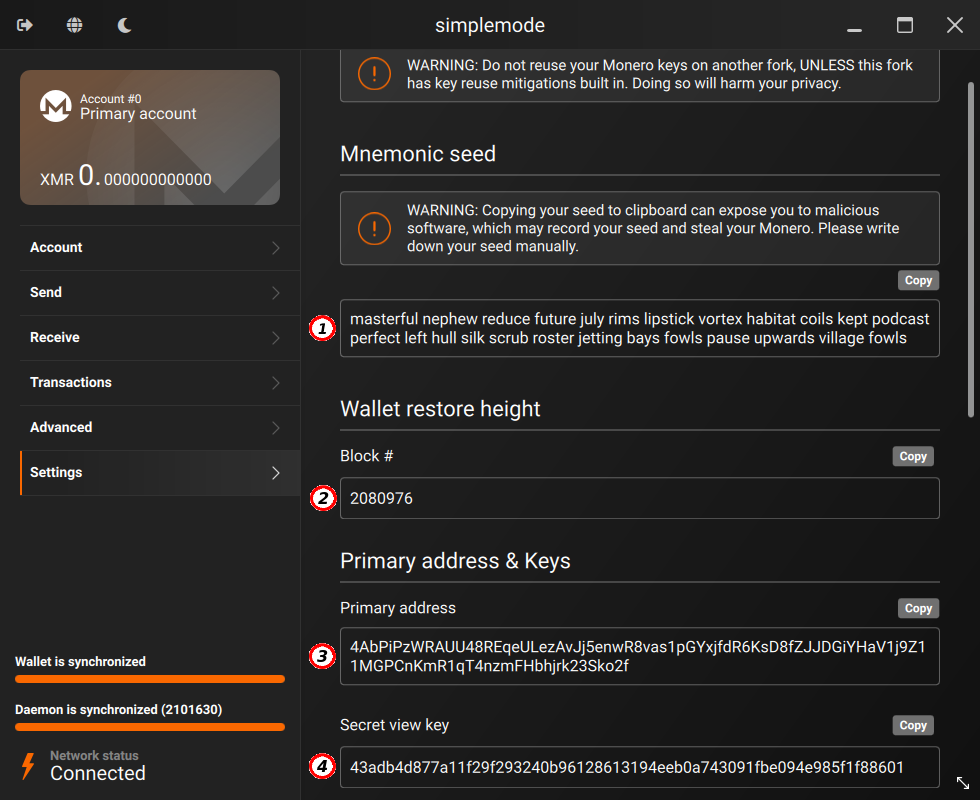 simplemode
Account #0
Primary account
XMR 0.000000000000
Account
Send
Receive
Transactions
Advanced
Settings
Wallet is synchronized
Daemon is synchronized (2101630)
Network status
Connected
WARNING: Do not reuse your Monero keys on another fork, UNLESS this fork
has key reuse mitigations built in. Doing so will harm your privacy.
Mnemonic seed
WARNING: Copying your seed to clipboard can expose you to malicious
software, which may record your seed and steal your Monero. Please write
down your seed manually.
Copy
1
masterful nephew reduce future july rims lipstick vortex habitat coils kept podcast
perfect left hull silk scrub roster jetting bays fowls pause upwards village fowls
Wallet restore height
Block #
Copy
2
2080976
Primary address & Keys
Primary address
Copy
3
4AbPiPzWRAUU48REqeULezAvJj5enwR8vas1pGYxjfdR6KsD8fZJJDGiYHaV1j9Z1
1MGPCnKmR1qT4nzmFHbhjrk23Sko2f
Secret view key
Copy
4
43adb4d877a11f29f293240b96128613194eeb0a743091fbe094e985f1f88601